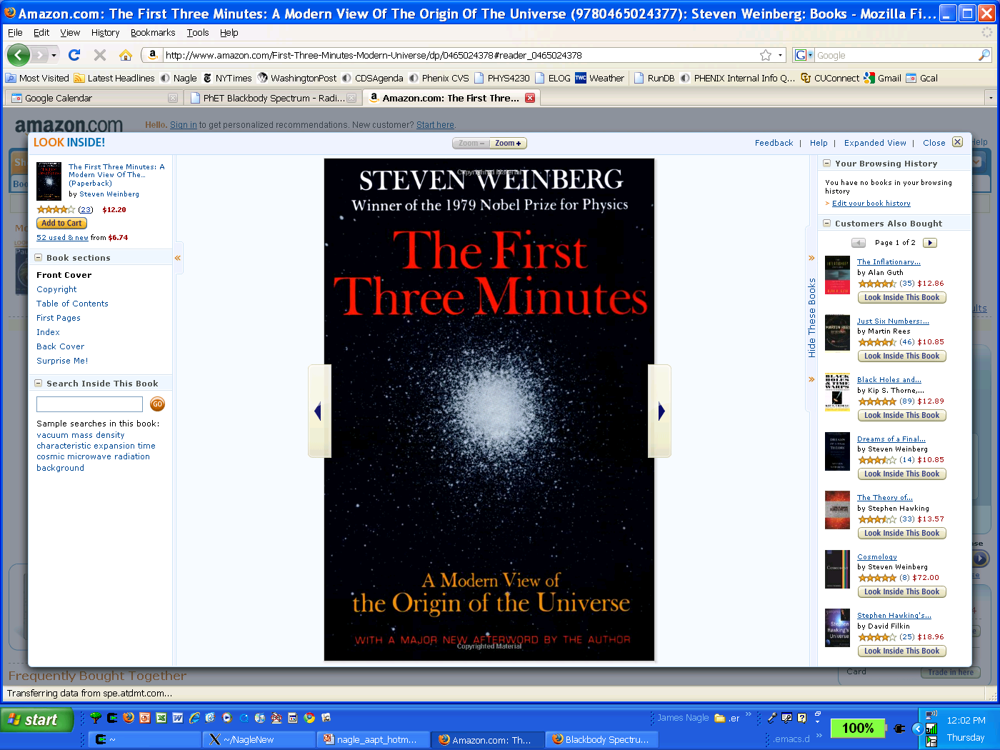 Amazon.com: The First Three Minutes: A Modern View Of The Origin Of The Universe (9780465024377): Steven Weinberg: Books - Mozilla Fi...
File Edit View History Bookmarks Tools Help
http://www.amazon.com/First-Three-Minutes-Modern-Universe/dp/0465024378#reader_0465024378
Google
Most Visited Latest Headlines Nagle NYTimes WashingtonPost CDSAgenda Phenix CVS PHYS4230 ELOG Weather RunDB PHENIX Internal Info Q... CUConnect Gmail Gcal
Google Calendar
PhET Blackbody Spectrum - Radi...
Amazon.com: The First Thre...
amazon.com
Hello. Sign in to get personalized recommendations. New customer? Start here.
Help
LOOK INSIDE!
Zoom − Zoom +
Feedback | Help | Expanded View | Close
The First Three Minutes: A
Modern View Of The...
(Paperback)
by Steven Weinberg
(23) $12.20
Add to Cart
52 used & new from $6.74
Book sections
Front Cover
Copyright
Table of Contents
First Pages
Index
Back Cover
Surprise Me!
Search Inside This Book
GO
Sample searches in this book:
vacuum mass density
characteristic expansion time
cosmic microwave radiation
background
Copyrighted Material
STEVEN WEINBERG
Winner of the 1979 Nobel Prize for Physics
The First
Three Minutes
A Modern View of
the Origin of the Universe
WITH A MAJOR NEW AFTERWORD BY THE AUTHOR
Copyrighted Material
Hide These Books
Your Browsing History
You have no books in your browsing
history
> Edit your book history
Customers Also Bought
Page 1 of 2
The Inflationary...
by Alan Guth
(35) $12.86
Look Inside This Book
Just Six Numbers:...
by Martin Rees
(46) $10.85
Look Inside This Book
Black Holes and...
by Kip S. Thorne,...
(89) $12.89
Look Inside This Book
Dreams of a Final...
by Steven Weinberg
(14) $10.85
Look Inside This Book
The Theory of...
by Stephen Hawking
(33) $13.57
Look Inside This Book
Cosmology
by Steven Weinberg
(8) $72.00
Look Inside This Book
Stephen Hawking's...
by David Filkin
(25) $18.96
Look Inside This Book
Frequently Bought Together
Card
Trade in here
Transferring data from spe.atdmt.com...
start
James Nagle
.er
100%
12:02 PM
~
~/NagleNew
nagle_aapt_hotm...
Amazon.com: Th...
Blackbody Spectru...
.emacs.d
Thursday